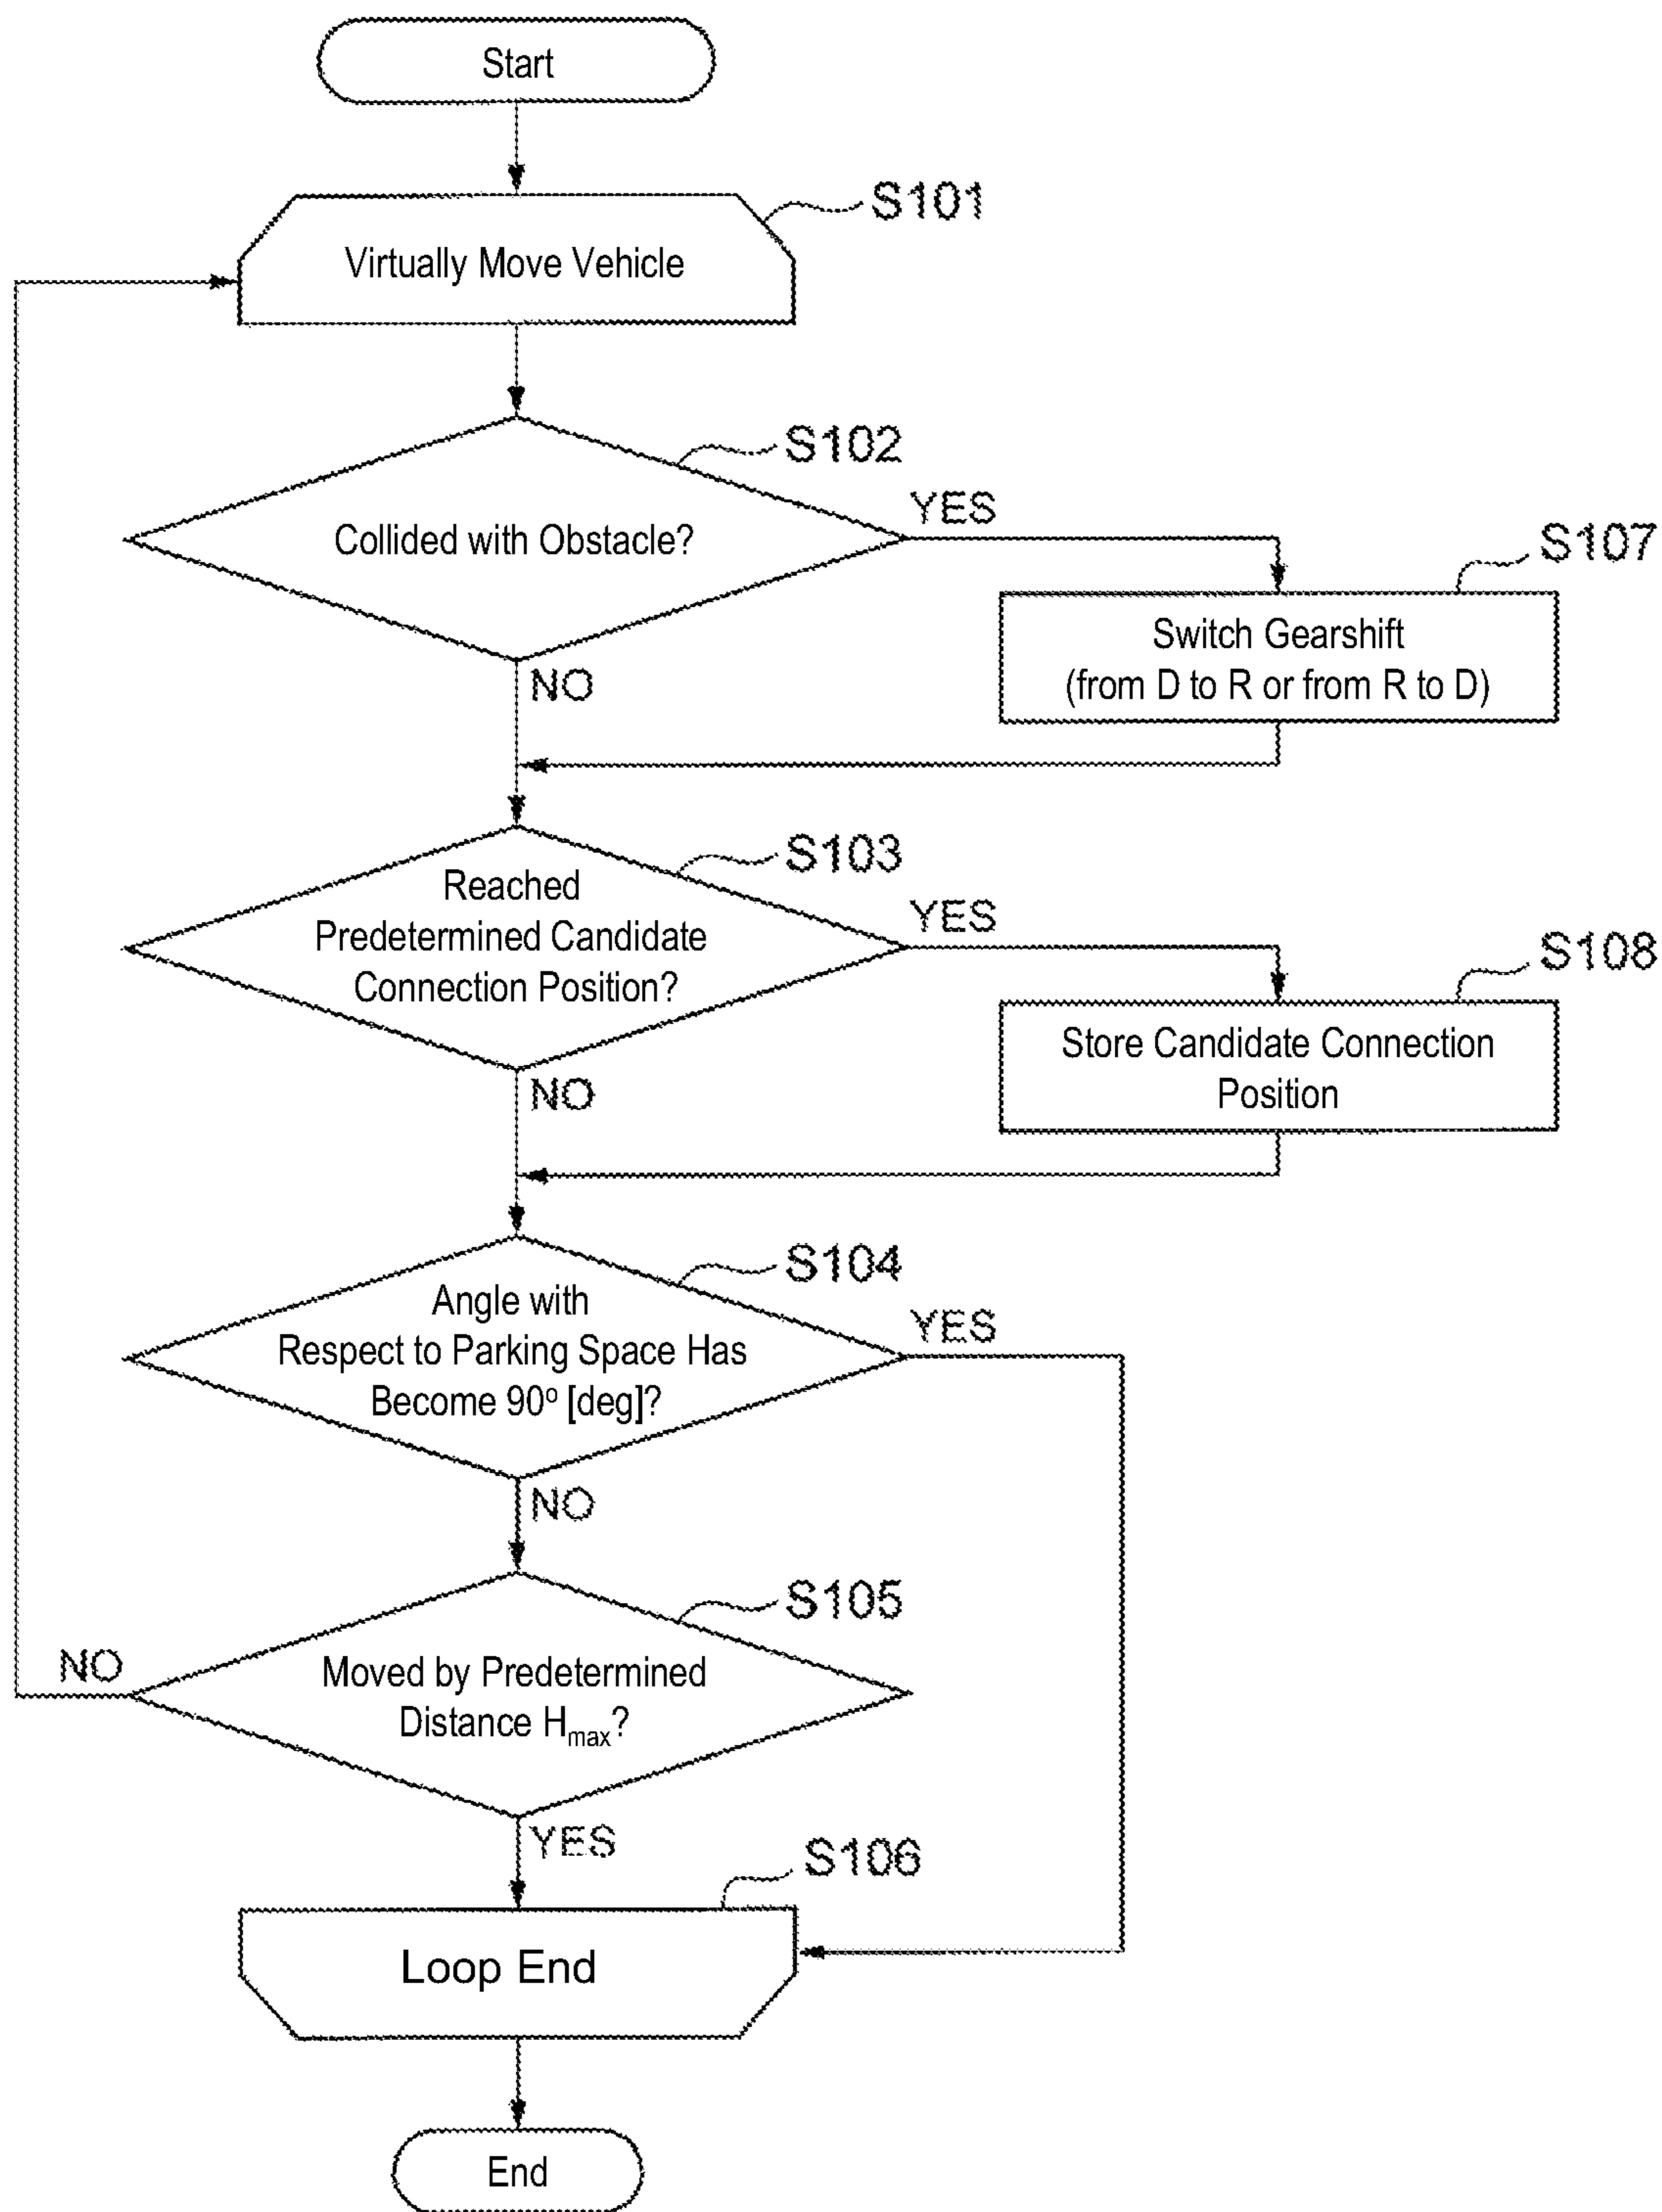 Start
S101
Virtually Move Vehicle
S102
Collided with Obstacle?
YES
S107
Switch Gearshift
(from D to R or from R to D)
NO
S103
Reached
Predetermined Candidate
Connection Position?
YES
S108
Store Candidate Connection
Position
NO
S104
Angle with
Respect to Parking Space Has
Become 90º [deg]?
YES
NO
S105
Moved by Predetermined
Distance Hmax?
NO
YES
S106
Loop End
End